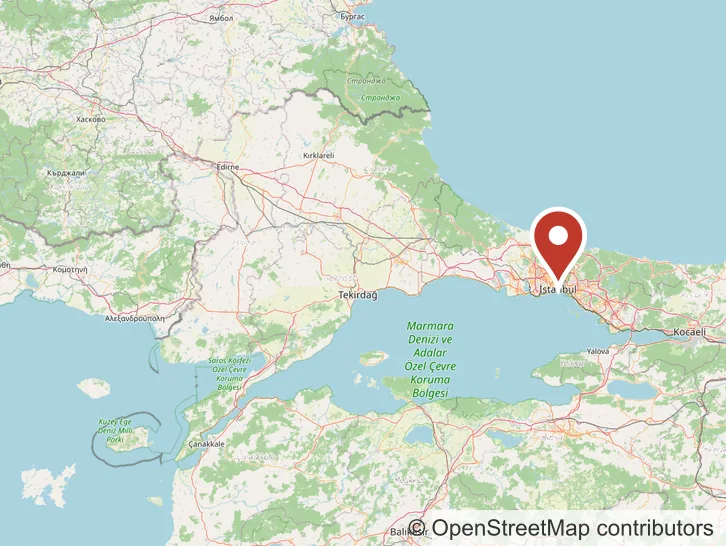 Ямбол
Бургас
Странджа
Странджа
Хасково
Kırklareli
Edirne
Кърджали
Κομοτηνή
Αλεξανδρούπολη
Tekirdağ
İstanbul
Marmara
Denizi ve
Adalar
Özel Çevre
Koruma
Bölgesi
Kocaeli
Yalova
Saros Körfezi
Özel Çevre
Koruma
Bölgesi
Kuzey Ege
Deniz Milli
Parkı
Çanakkale
Balıkesir
© OpenStreetMap contributors